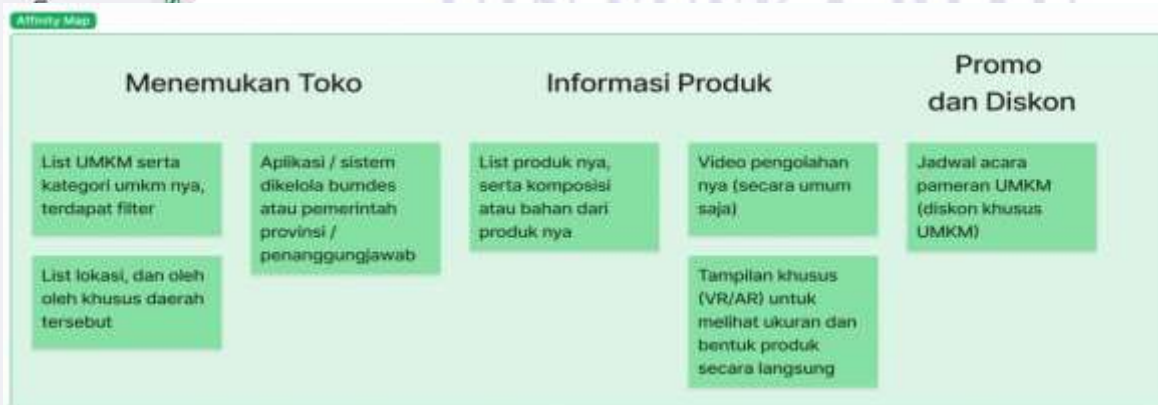 Affinity Map
Menemukan Toko
List UMKM serta
kategori umkm nya,
terdapat filter
List lokasi, dan oleh
oleh khusus daerah
tersebut
Aplikasi / sistem
dikelola bumdes
atau pemerintah
provinsi /
penanggungjawab
Informasi Produk
List produk nya,
serta komposisi
atau bahan dari
produk nya
Video pengolahan
nya (secara umum
saja)
Tampilan khusus
(VR/AR) untuk
melihat ukuran dan
bentuk produk
secara langsung
Promo
dan Diskon
Jadwal acara
pameran UMKM
(diskon khusus
UMKM)